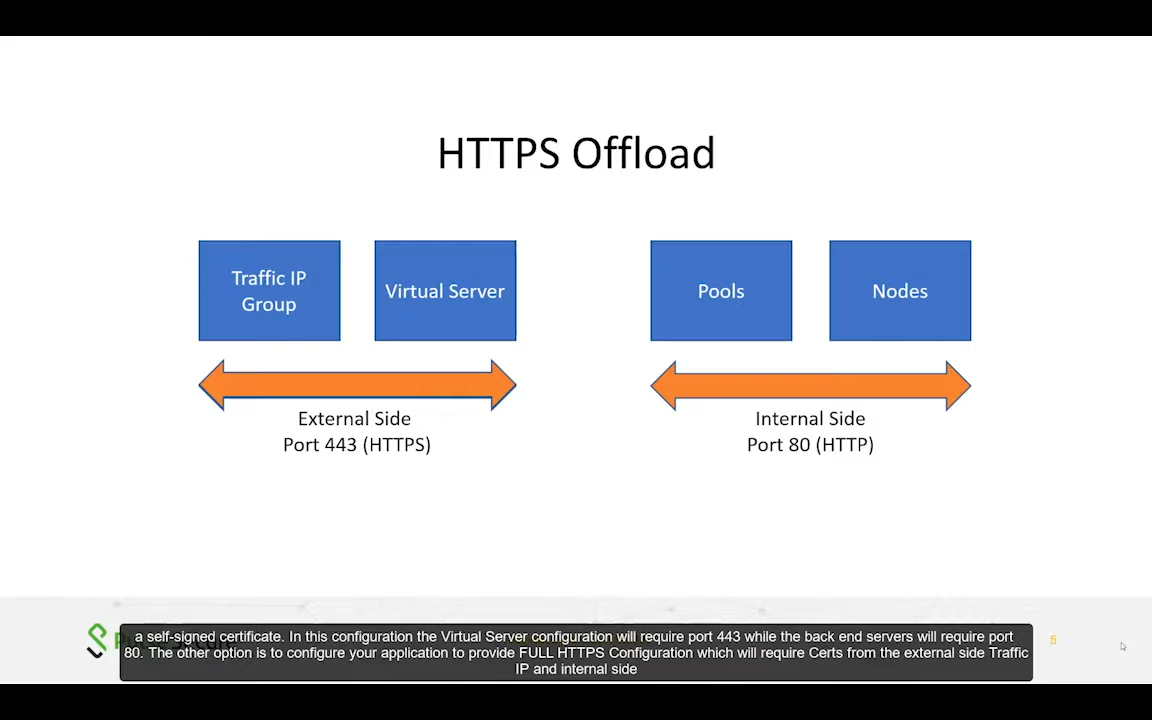 HTTPS Offload
Traffic IP
Group
Virtual Server
Pools
Nodes
External Side
Port 443 (HTTPS)
Internal Side
Port 80 (HTTP)
a self-signed certificate. In this configuration the Virtual Server configuration will require port 443 while the back end servers will require port
80. The other option is to configure your application to provide FULL HTTPS Configuration which will require Certs from the external side Traffic
IP and internal side
5